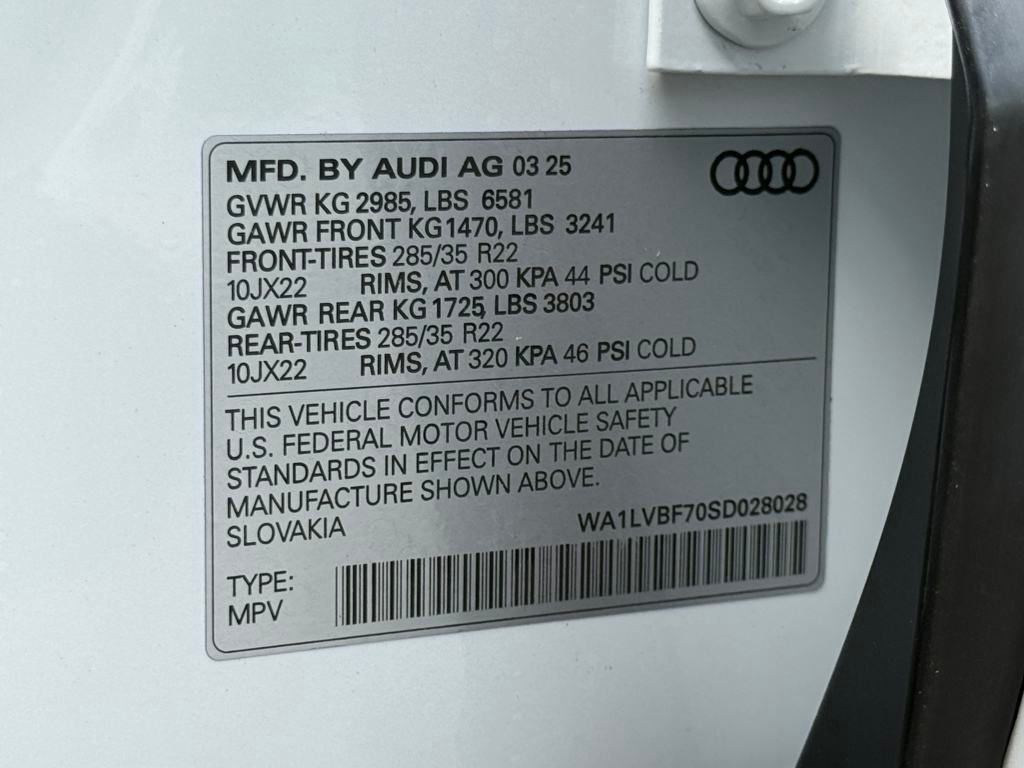 MFD. BY AUDI AG 03 25
GVWR KG 2985, LBS 6581
GAWR FRONT KG 1470, LBS 3241
FRONT-TIRES 285/35 R22
10JX22 RIMS, AT 300 KPA 44 PSI COLD
GAWR REAR KG 1725, LBS 3803
REAR-TIRES 285/35 R22
10JX22 RIMS, AT 320 KPA 46 PSI COLD
THIS VEHICLE CONFORMS TO ALL APPLICABLE
U.S. FEDERAL MOTOR VEHICLE SAFETY
STANDARDS IN EFFECT ON THE DATE OF
MANUFACTURE SHOWN ABOVE.
SLOVAKIA
WA1LVBF70SD028028
TYPE:
MPV